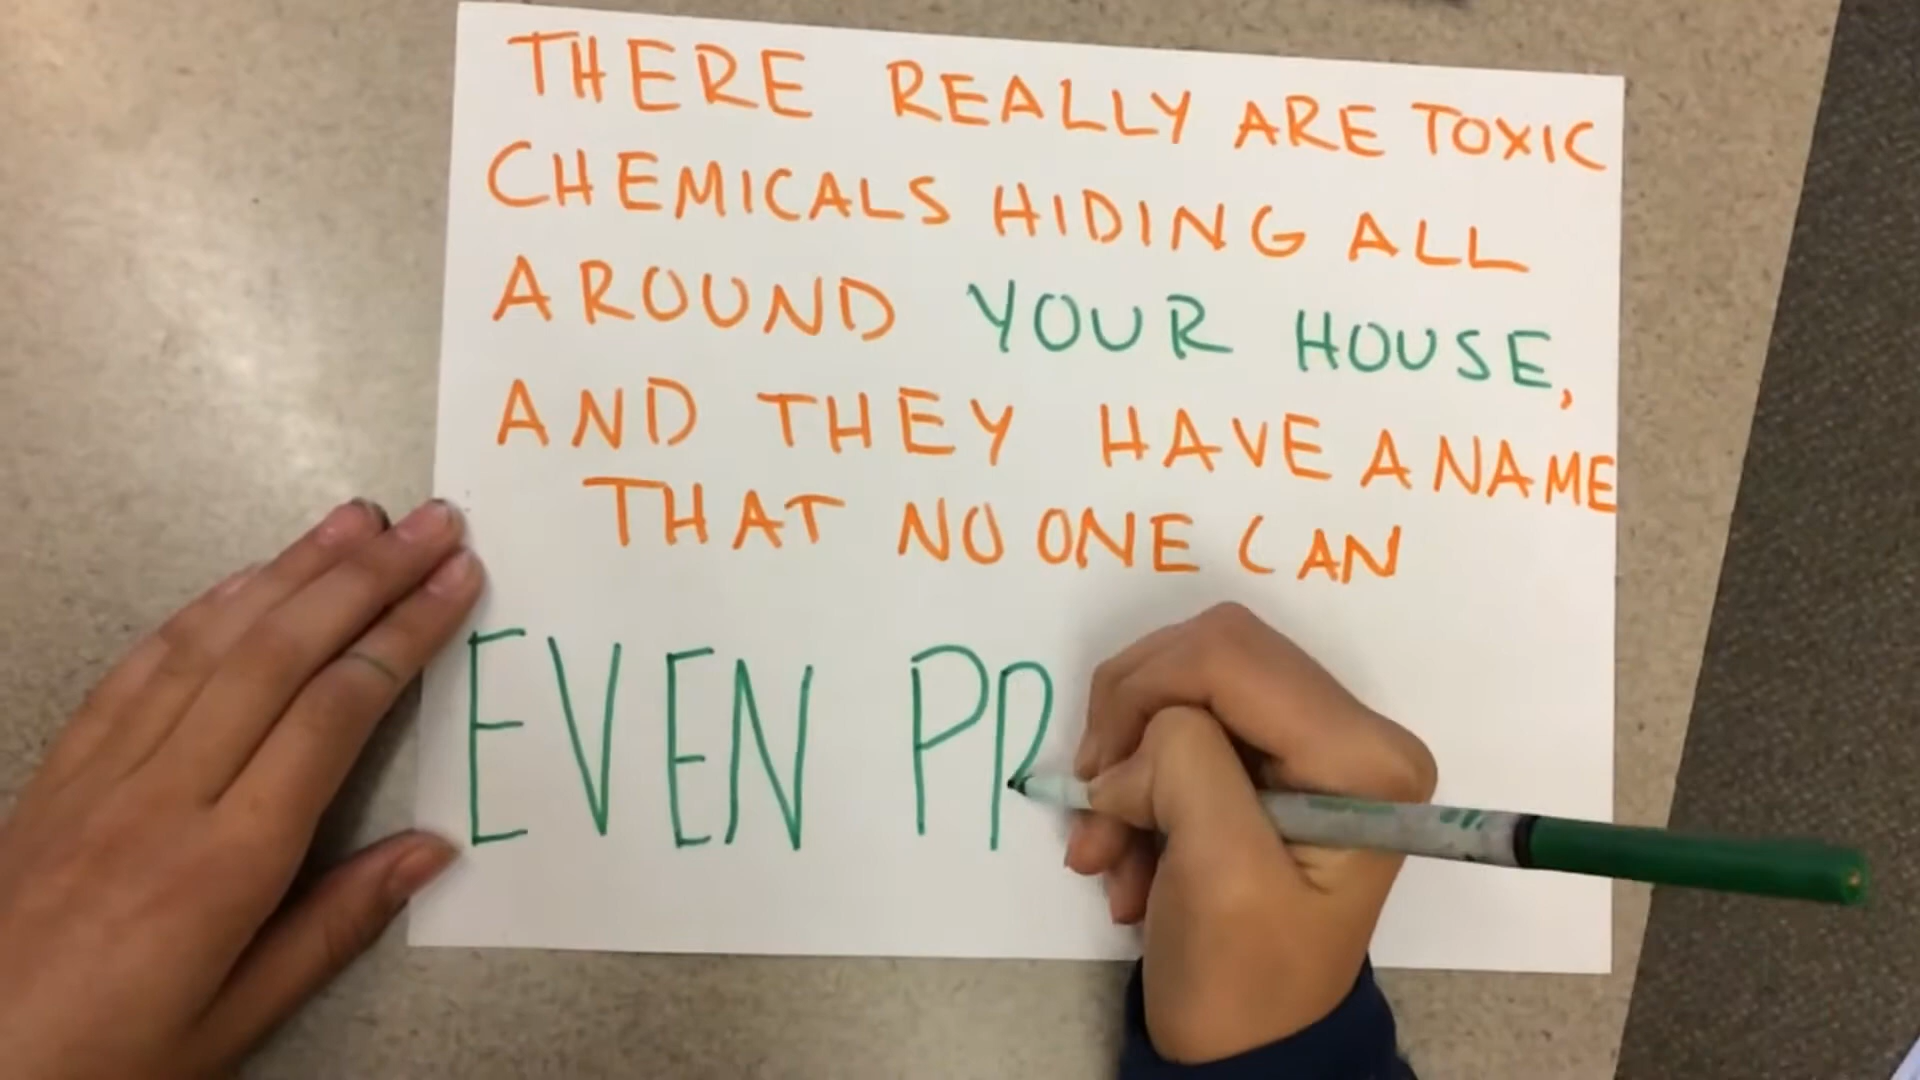 THERE REALLY ARE TOXIC
CHEMICALS HIDING ALL
AROUND YOUR HOUSE,
AND THEY HAVE A NAME
THAT NO ONE CAN
EVEN PR